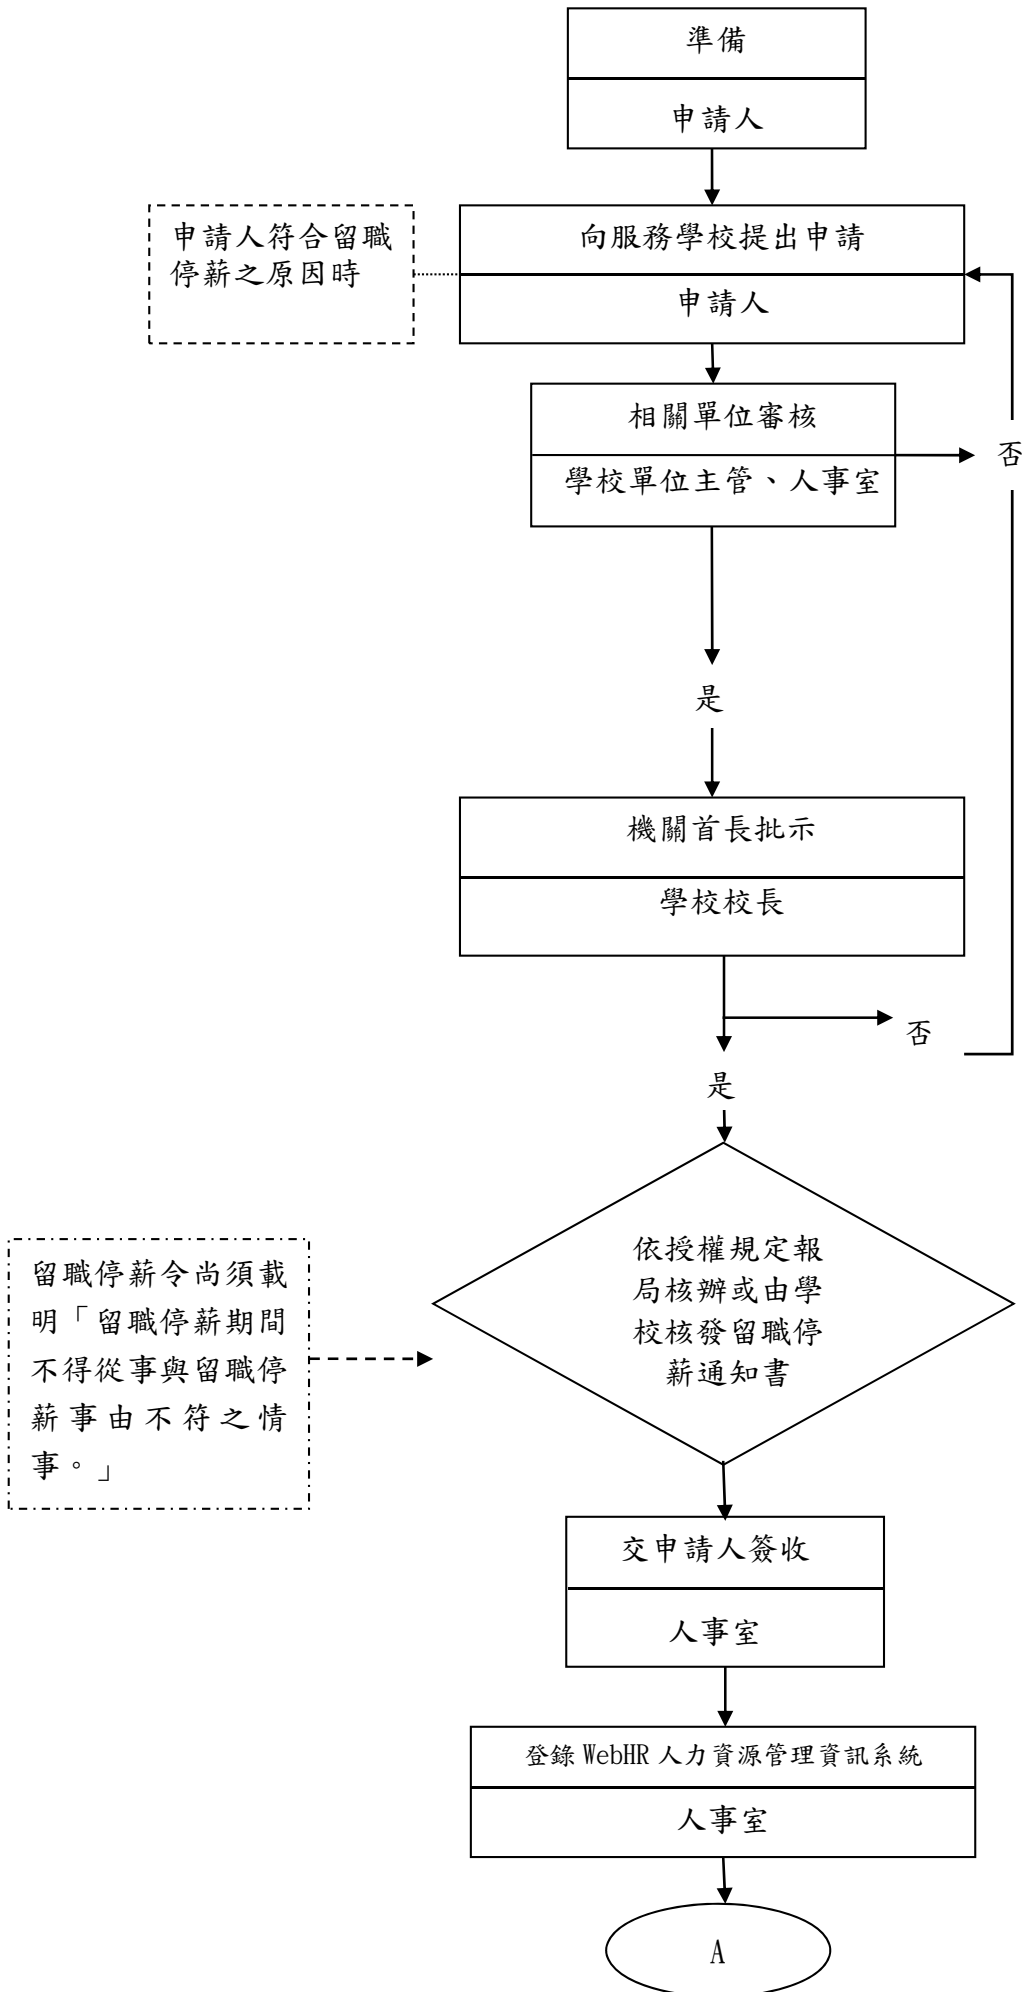 準備
申請人
申請人符合留職
停薪之原因時
向服務學校提出申請
申請人
相關單位審核
學校單位主管、人事室
否
是
機關首長批示
學校校長
否
是
依授權規定報
局核辦或由學
校核發留職停
薪通知書
留職停薪令尚須載
明「留職停薪期間
不得從事與留職停
薪事由不符之情
事。」
交申請人簽收
人事室
登錄 WebHR 人力資源管理資訊系統
人事室
A